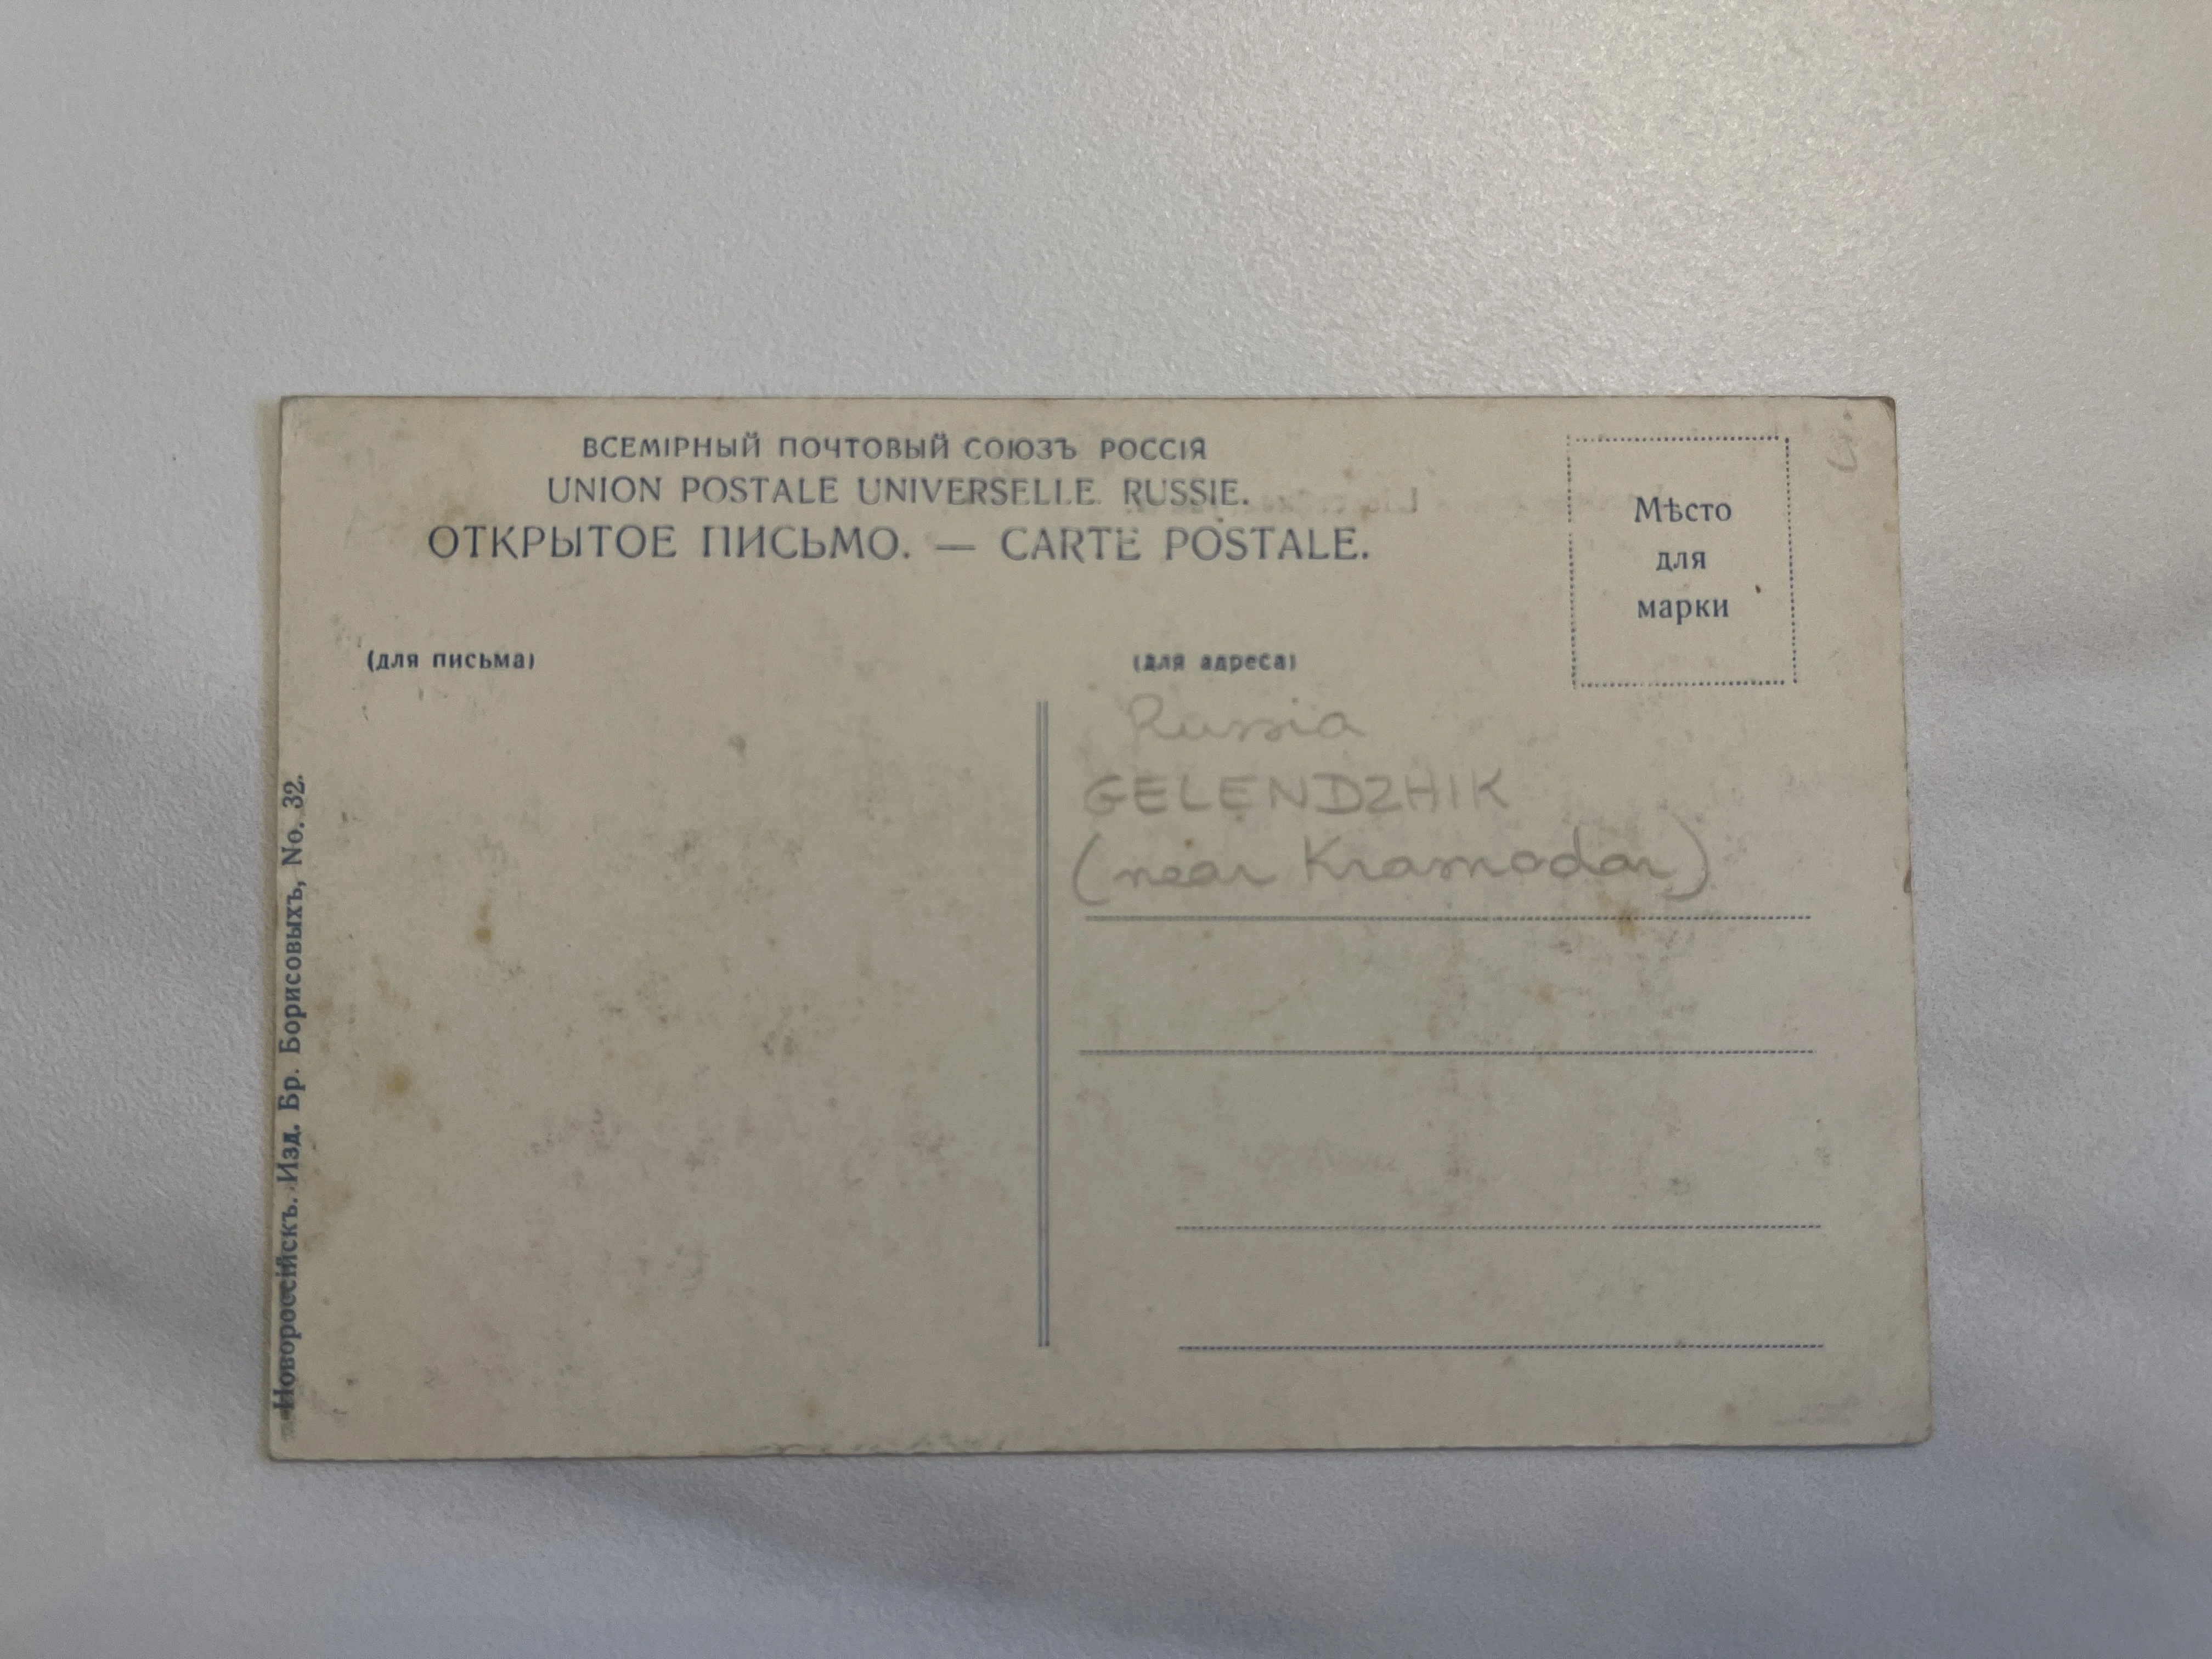 ВСЕМІРНЫЙ ПОЧТОВЫЙ СОЮЗЪ РОССІЯ
UNION POSTALE UNIVERSELLE. RUSSIE.
ОТКРЫТОЕ ПИСЬМО. — CARTE POSTALE.
Мѣсто
для
марки
(для письма)
(для адреса)
Russia
GELENDZHIK
(near Krasnodar)
Новороссійскъ. Изд. Бр. Борисовыхъ, No. 32.